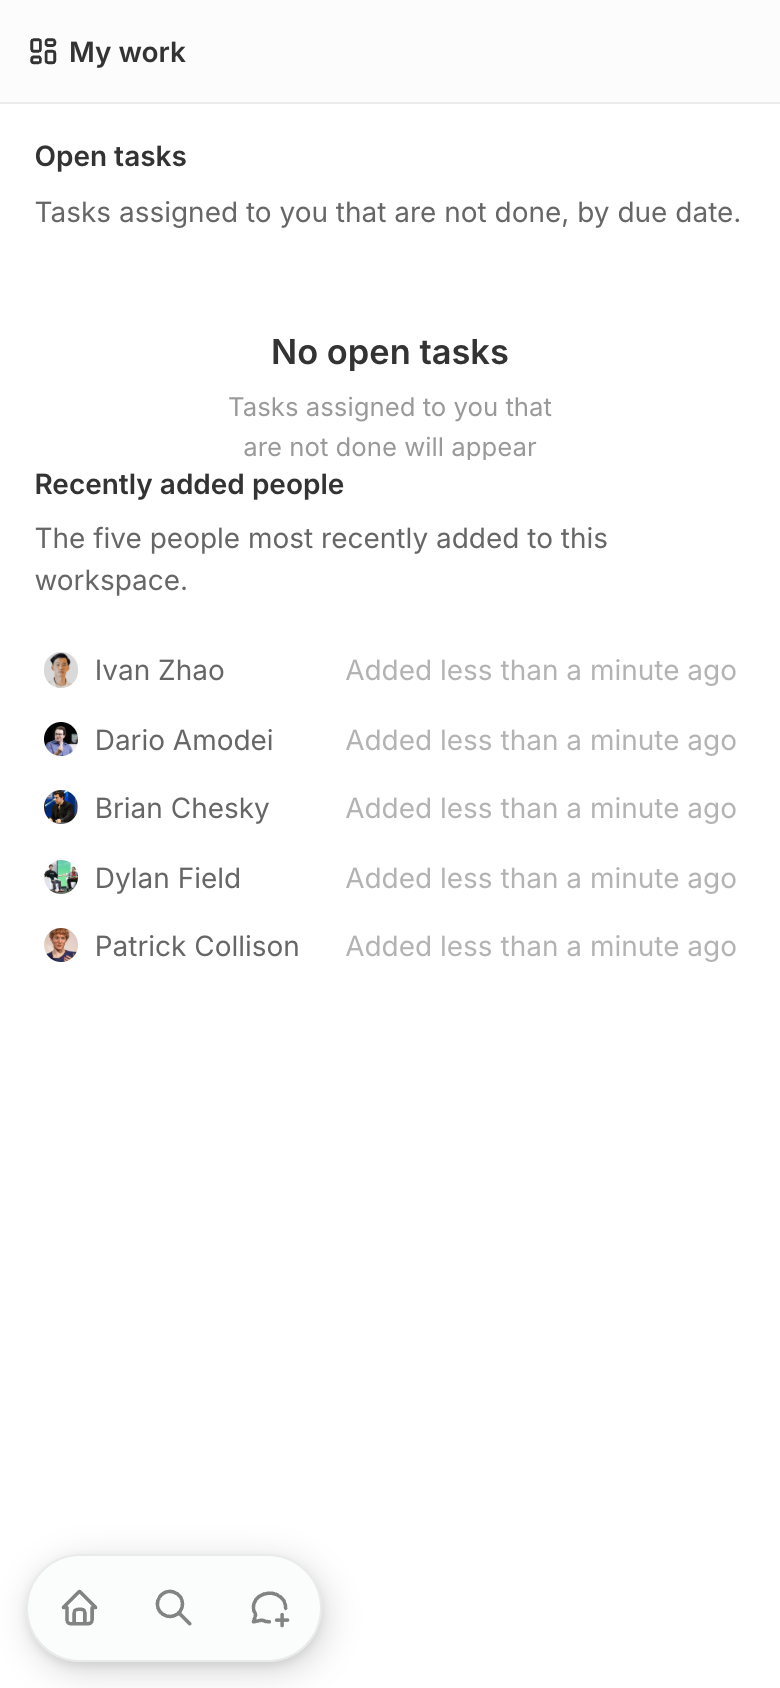 My work
Open tasks
Tasks assigned to you that are not done, by due date.
No open tasks
Tasks assigned to you that
are not done will appear
Recently added people
The five people most recently added to this
workspace.
Ivan Zhao Added less than a minute ago
Dario Amodei Added less than a minute ago
Brian Chesky Added less than a minute ago
Dylan Field Added less than a minute ago
Patrick Collison Added less than a minute ago